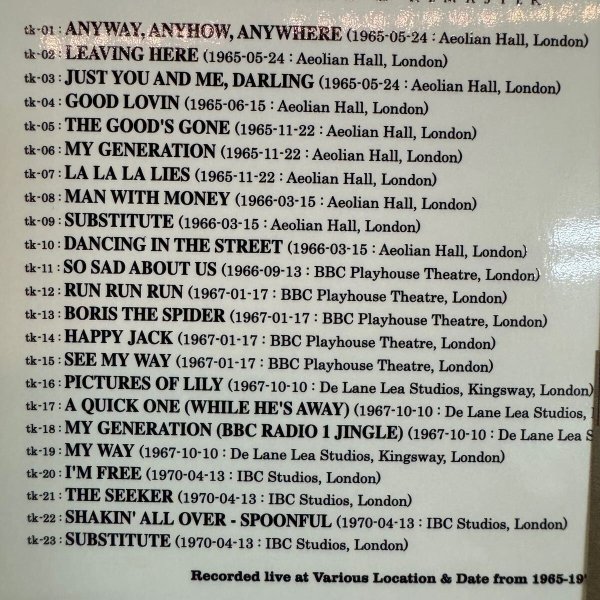 REMASTER
tk-01 : ANYWAY, ANYHOW, ANYWHERE (1965-05-24 : Aeolian Hall, London)
tk-02 : LEAVING HERE (1965-05-24 : Aeolian Hall, London)
tk-03 : JUST YOU AND ME, DARLING (1965-05-24 : Aeolian Hall, London)
tk-04 : GOOD LOVIN (1965-06-15 : Aeolian Hall, London)
tk-05 : THE GOOD'S GONE (1965-11-22 : Aeolian Hall, London)
tk-06 : MY GENERATION (1965-11-22 : Aeolian Hall, London)
tk-07 : LA LA LA LIES (1965-11-22 : Aeolian Hall, London)
tk-08 : MAN WITH MONEY (1966-03-15 : Aeolian Hall, London)
tk-09 : SUBSTITUTE (1966-03-15 : Aeolian Hall, London)
tk-10 : DANCING IN THE STREET (1966-03-15 : Aeolian Hall, London)
tk-11 : SO SAD ABOUT US (1966-09-13 : BBC Playhouse Theatre, London)
tk-12 : RUN RUN RUN (1967-01-17 : BBC Playhouse Theatre, London)
tk-13 : BORIS THE SPIDER (1967-01-17 : BBC Playhouse Theatre, London)
tk-14 : HAPPY JACK (1967-01-17 : BBC Playhouse Theatre, London)
tk-15 : SEE MY WAY (1967-01-17 : BBC Playhouse Theatre, London)
tk-16 : PICTURES OF LILY (1967-10-10 : De Lane Lea Studios, Kingsway, London)
tk-17 : A QUICK ONE (WHILE HE'S AWAY) (1967-10-10 : De Lane Lea Studios,
tk-18 : MY GENERATION (BBC RADIO 1 JINGLE) (1967-10-10 : De Lane Lea S
tk-19 : MY WAY (1967-10-10 : De Lane Lea Studios, Kingsway, London)
tk-20 : I'M FREE (1970-04-13 : IBC Studios, London)
tk-21 : THE SEEKER (1970-04-13 : IBC Studios, London)
tk-22 : SHAKIN' ALL OVER - SPOONFUL (1970-04-13 : IBC Studios, London)
tk-23 : SUBSTITUTE (1970-04-13 : IBC Studios, London)
Recorded live at Various Location & Date from 1965-19